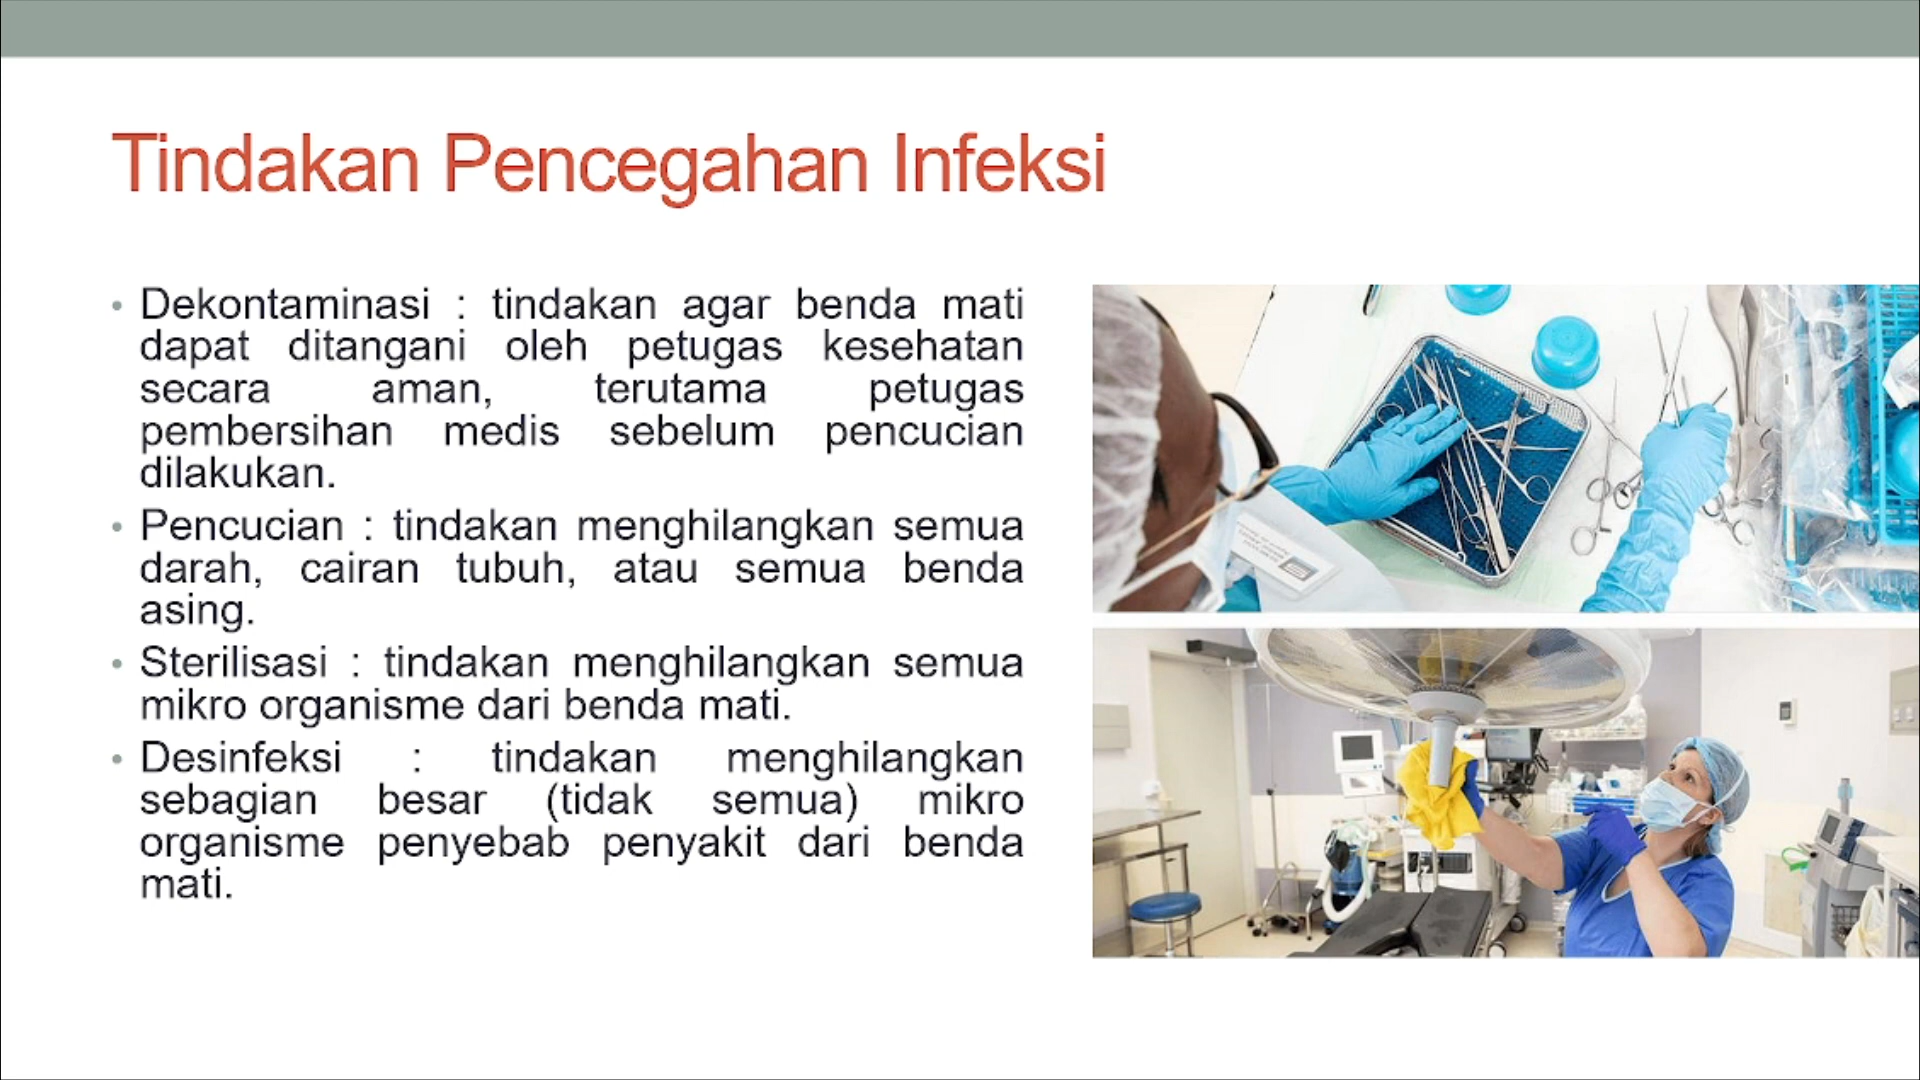 Tindakan Pencegahan Infeksi
• Dekontaminasi : tindakan agar benda mati
dapat ditangani oleh petugas kesehatan
secara aman, terutama petugas
pembersihan medis sebelum pencucian
dilakukan.
• Pencucian : tindakan menghilangkan semua
darah, cairan tubuh, atau semua benda
asing.
• Sterilisasi : tindakan menghilangkan semua
mikro organisme dari benda mati.
• Desinfeksi : tindakan menghilangkan
sebagian besar (tidak semua) mikro
organisme penyebab penyakit dari benda
mati.